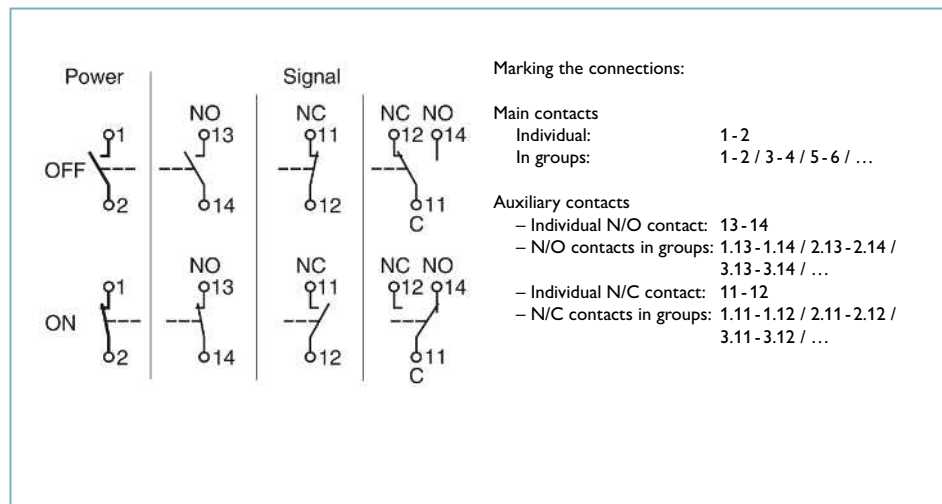 Power Signal
NO NC NC NO
1 13 11 12 14
OFF
2 14 12 11
C
NO NC NC NO
1 13 11 12 14
ON
2 14 12 11
C
Marking the connections:
Main contacts
Individual: 1-2
In groups: 1-2 / 3-4 / 5-6 / …
Auxiliary contacts
– Individual N/O contact: 13-14
– N/O contacts in groups: 1.13-1.14 / 2.13-2.14 /
3.13-3.14 / …
– Individual N/C contact: 11-12
– N/C contacts in groups: 1.11-1.12 / 2.11-2.12 /
3.11-3.12 / …